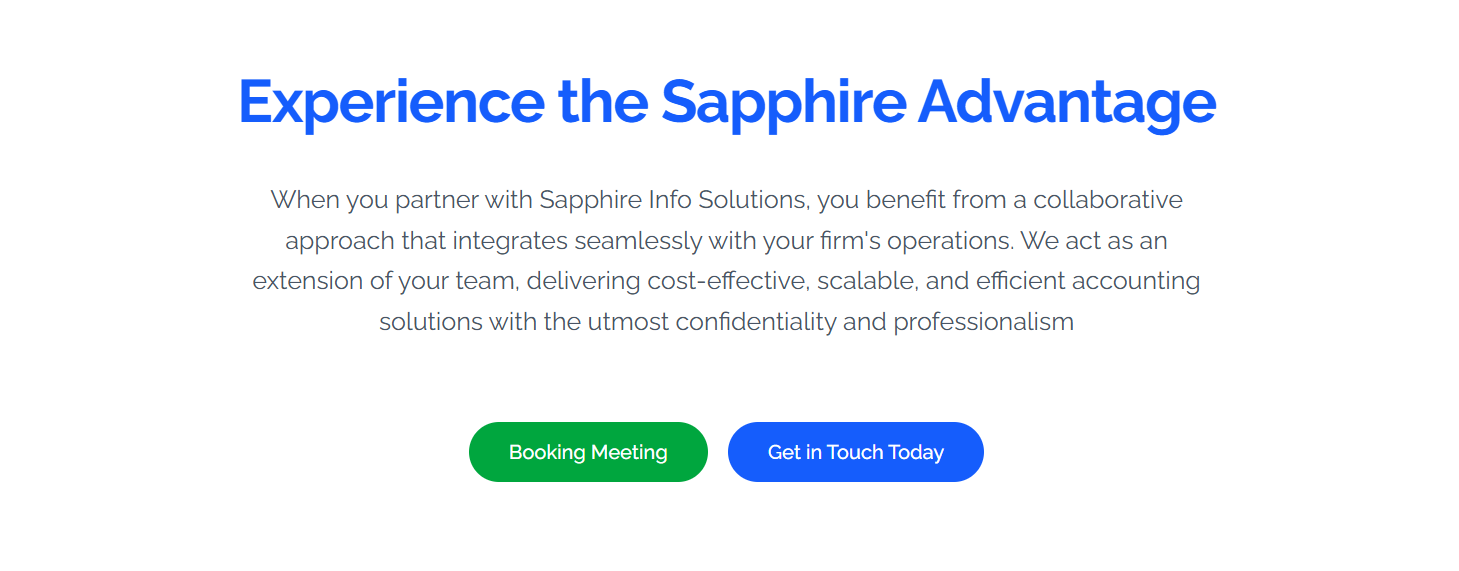 Experience the Sapphire Advantage
When you partner with Sapphire Info Solutions, you benefit from a collaborative
approach that integrates seamlessly with your firm's operations. We act as an
extension of your team, delivering cost-effective, scalable, and efficient accounting
solutions with the utmost confidentiality and professionalism
Booking Meeting
Get in Touch Today